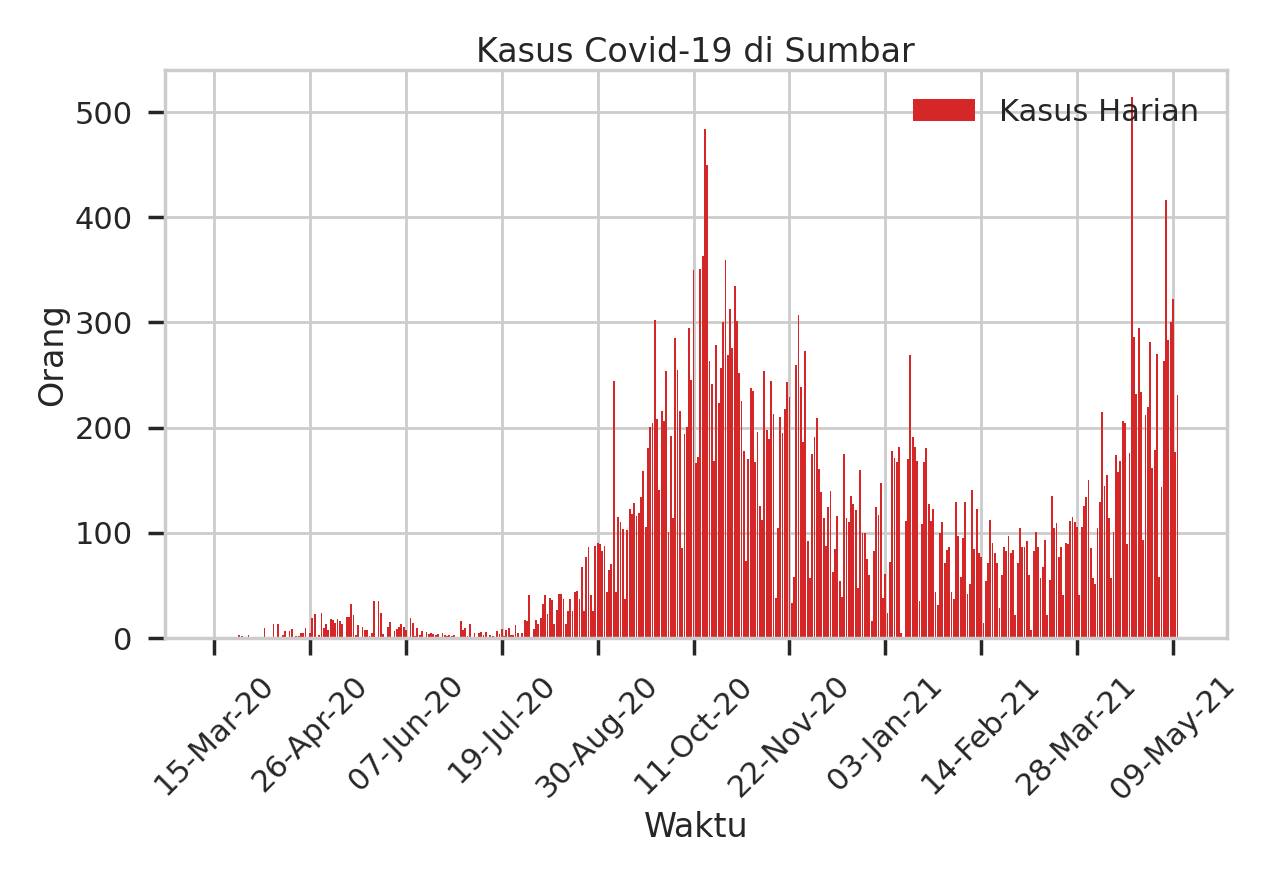 Kasus Covid-19 di Sumbar
Kasus Harian
500
400
300
200
100
0
Orang
15-Mar-20
26-Apr-20
07-Jun-20
19-Jul-20
30-Aug-20
11-Oct-20
22-Nov-20
03-Jan-21
14-Feb-21
28-Mar-21
09-May-21
Waktu